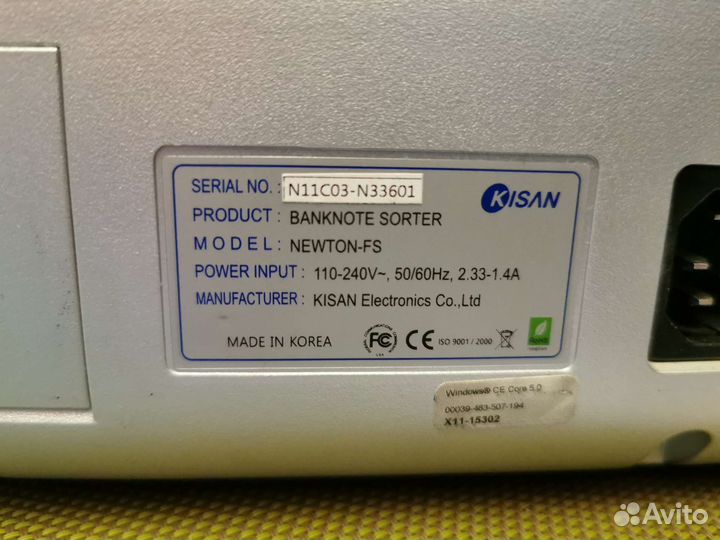 SERIAL NO. : N11C03-N33601
KISAN
PRODUCT : BANKNOTE SORTER
MODEL : NEWTON-FS
POWER INPUT : 110-240V~, 50/60Hz, 2.33-1.4A
MANUFACTURER : KISAN Electronics Co.,Ltd
MADE IN KOREA FC CE ISO 9001 / 2000 RoHS
Windows® CE Core 5.0
00039-483-507-194
X11-15302
Avito